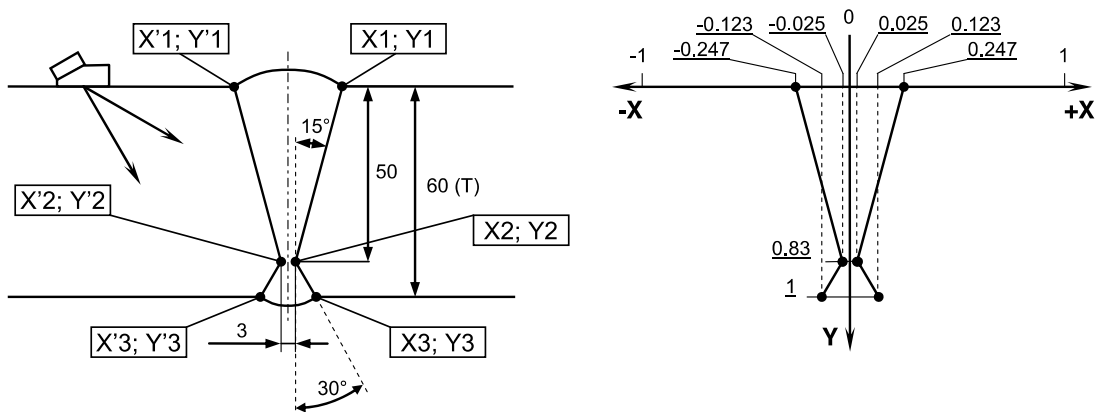 X'1; Y'1
X1; Y1
15°
50
60 (T)
X'2; Y'2
X2; Y2
X'3; Y'3
3
X3; Y3
30°
0
-0.123
-0.025
0.025
0.123
-0.247
0.247
-1
1
-X
+X
0.83
1
Y